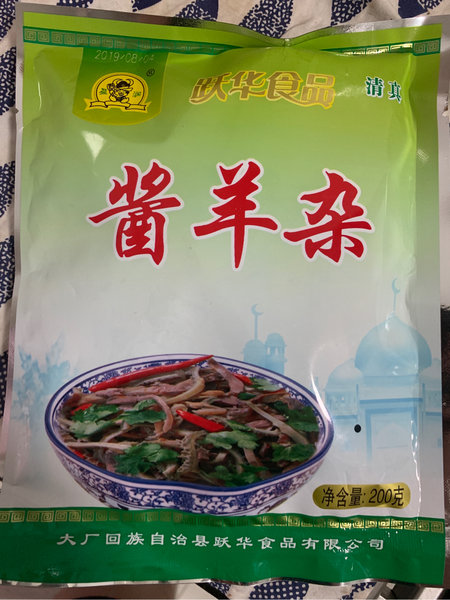 2019/08/04
®
跃华食品
清真
酱羊杂
净含量:200克
大厂回族自治县跃华食品有限公司